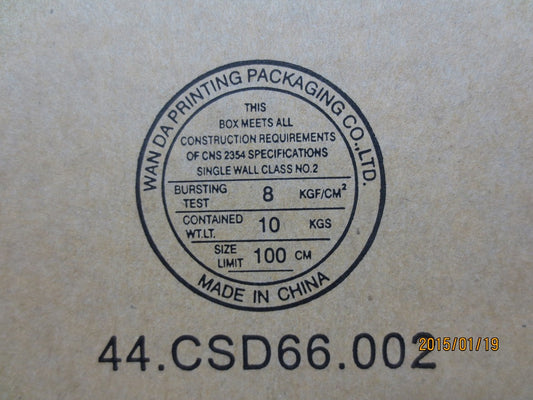 WAN DA PRINTING PACKAGING CO.,LTD.
THIS
BOX MEETS ALL
CONSTRUCTION REQUIREMENTS
OF CNS 2354 SPECIFICATIONS
SINGLE WALL CLASS NO.2
BURSTING TEST 8 KGF/CM²
CONTAINED WT.LT. 10 KGS
SIZE LIMIT 100 CM
MADE IN CHINA
44.CSD66.002
2015/01/19